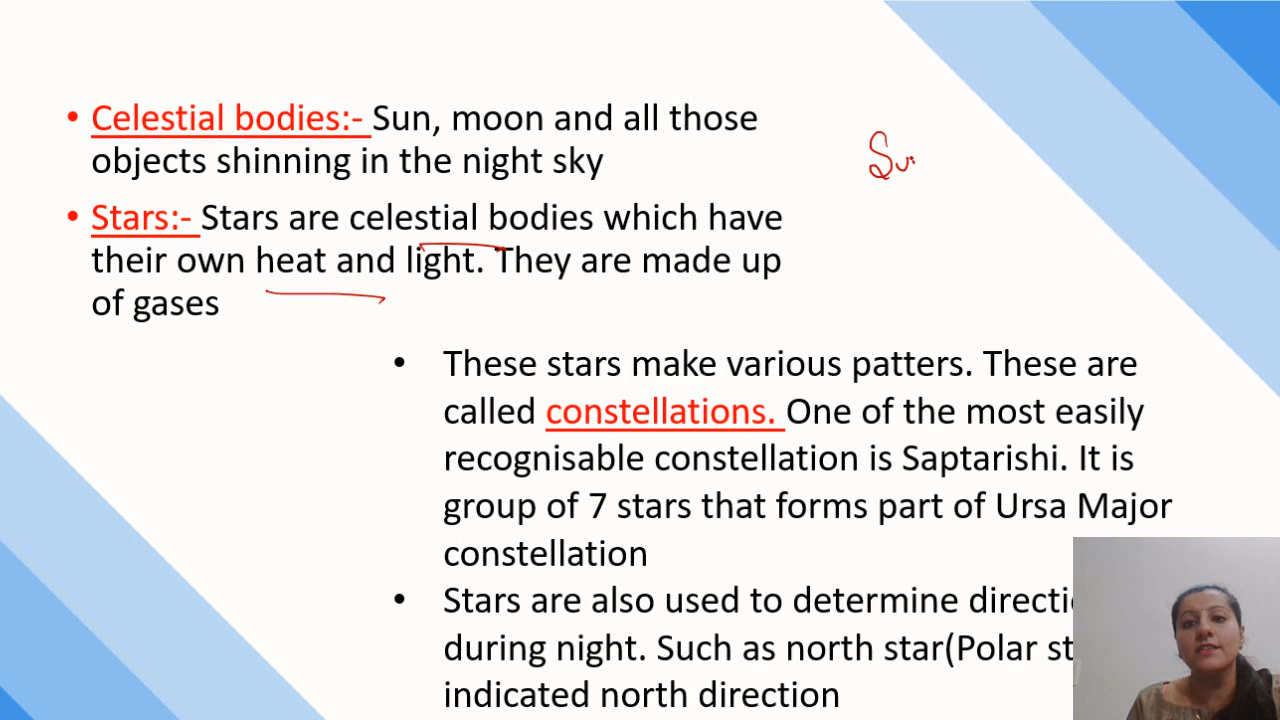 • Celestial bodies:- Sun, moon and all those
objects shinning in the night sky
Su
• Stars:- Stars are celestial bodies which have
their own heat and light. They are made up
of gases
• These stars make various patters. These are
called constellations. One of the most easily
recognisable constellation is Saptarishi. It is
group of 7 stars that forms part of Ursa Major
constellation
• Stars are also used to determine
during night. Such as north star(Polar
indicated north direction